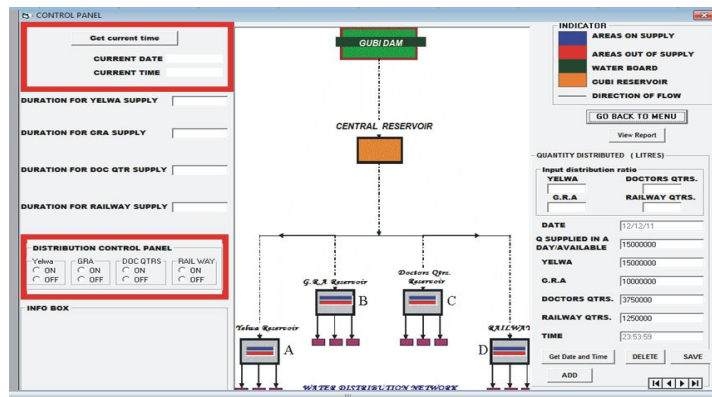 CONTROL PANEL
Get current time
CURRENT DATE
CURRENT TIME
DURATION FOR YELWA SUPPLY
DURATION FOR GRA SUPPLY
DURATION FOR DOC QTR SUPPLY
DURATION FOR RAILWAY SUPPLY
DISTRIBUTION CONTROL PANEL
Yelwa GRA DOC QTRS RAIL WAY
ON ON ON ON
OFF OFF OFF OFF
INFO BOX
GUBI DAM
CENTRAL RESERVOIR
G.R.A Reservoir
B
Doctors Qtrs.
Reservoir
C
Yelwa Reservoir
A
RAILWAY
D
WATER DISTRIBUTION NETWORK
INDICATOR
AREAS ON SUPPLY
AREAS OUT OF SUPPLY
WATER BOARD
GUBI RESERVOIR
DIRECTION OF FLOW
GO BACK TO MENU
View Report
QUANTITY DISTRIBUTED ( LITRES)
Input distribution ratio
YELWA DOCTORS QTRS.
G.R.A RAILWAY QTRS.
DATE 12/12/11
Q SUPPLIED IN A
DAY/AVAILABLE 15000000
YELWA 15000000
G.R.A 10000000
DOCTORS QTRS. 3750000
RAILWAY QTRS. 1250000
TIME 23:53:59
Get Date and Time DELETE SAVE
ADD